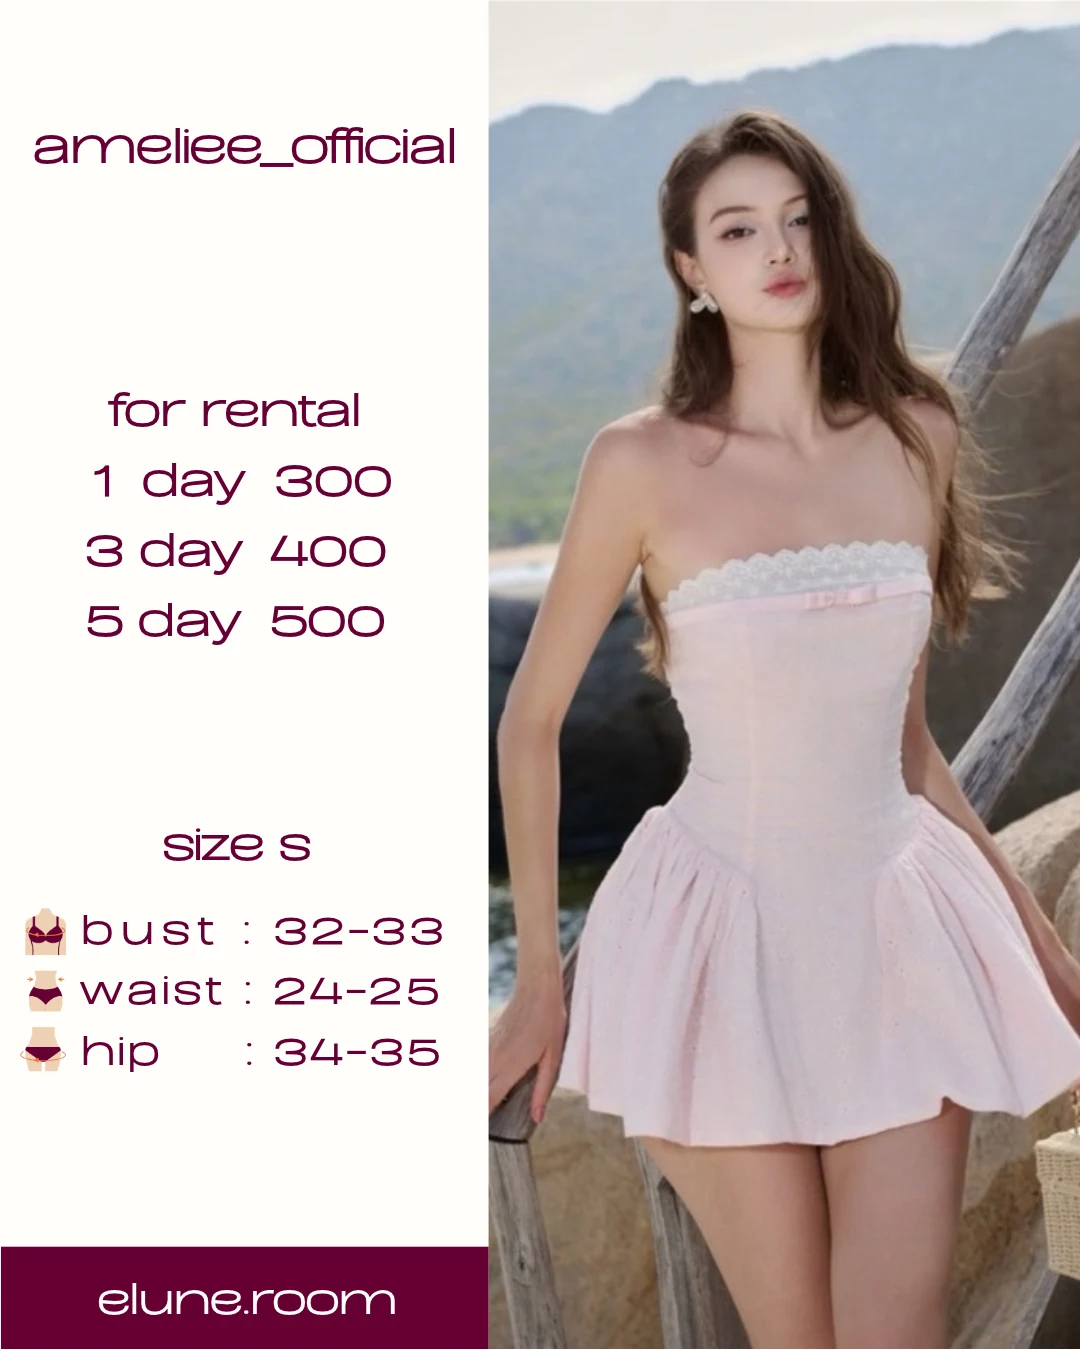 ameliee_official
for rental
1 day 300
3 day 400
5 day 500
size s
bust : 32-33
waist : 24-25
hip : 34-35
elune.room